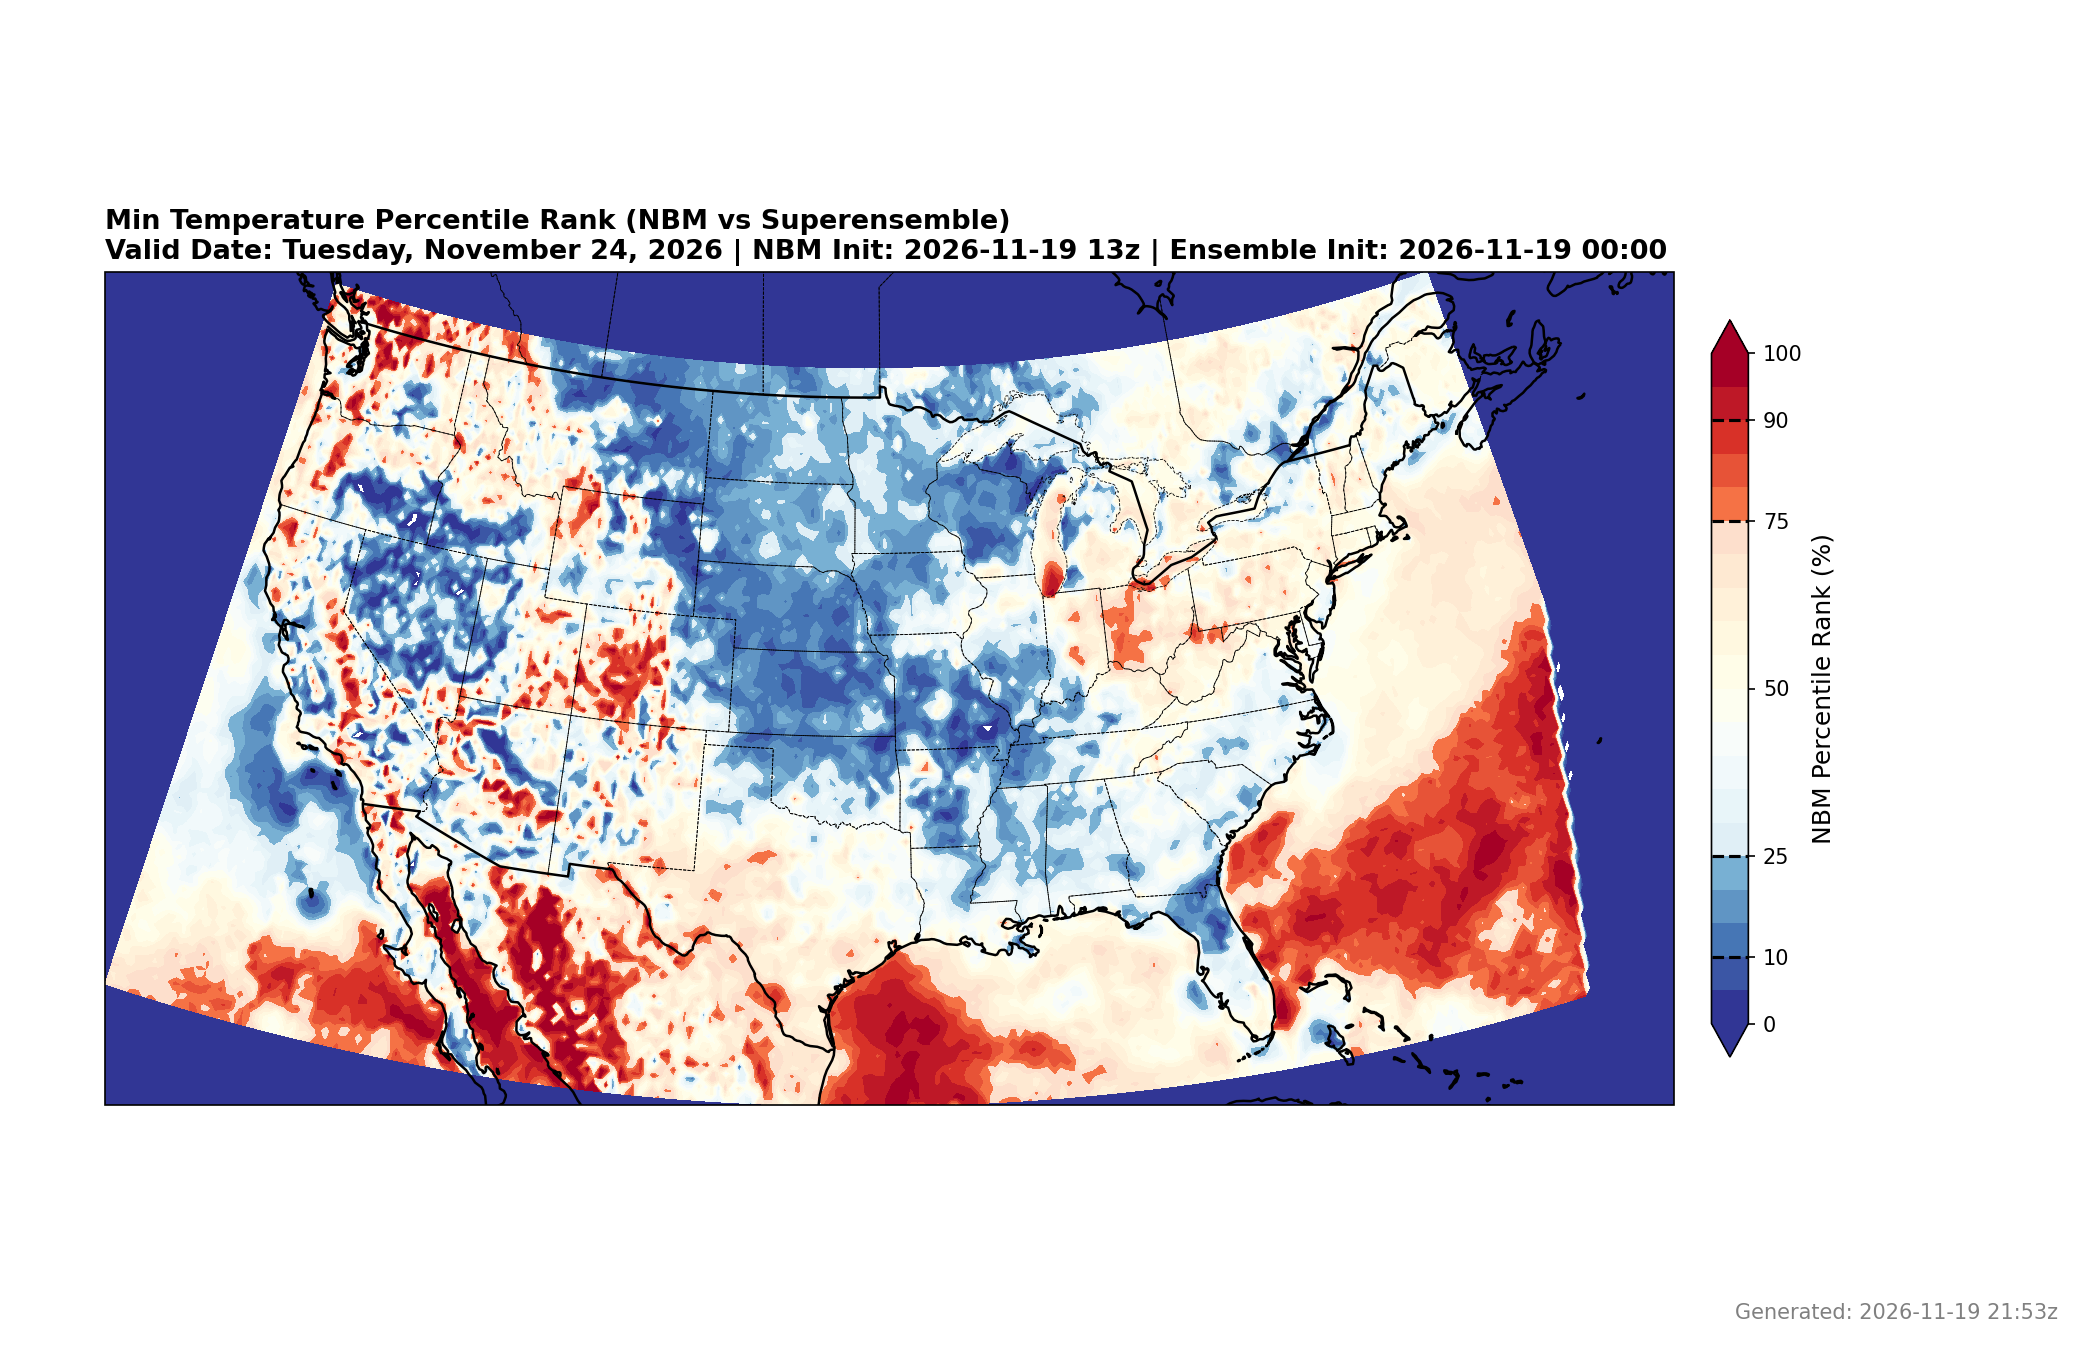 Min Temperature Percentile Rank (NBM vs Superensemble)
Valid Date: Tuesday, November 24, 2026 | NBM Init: 2026-11-19 13z | Ensemble Init: 2026-11-19 00:00
100
90
75
50
25
10
0
NBM Percentile Rank (%)
Generated: 2026-11-19 21:53z